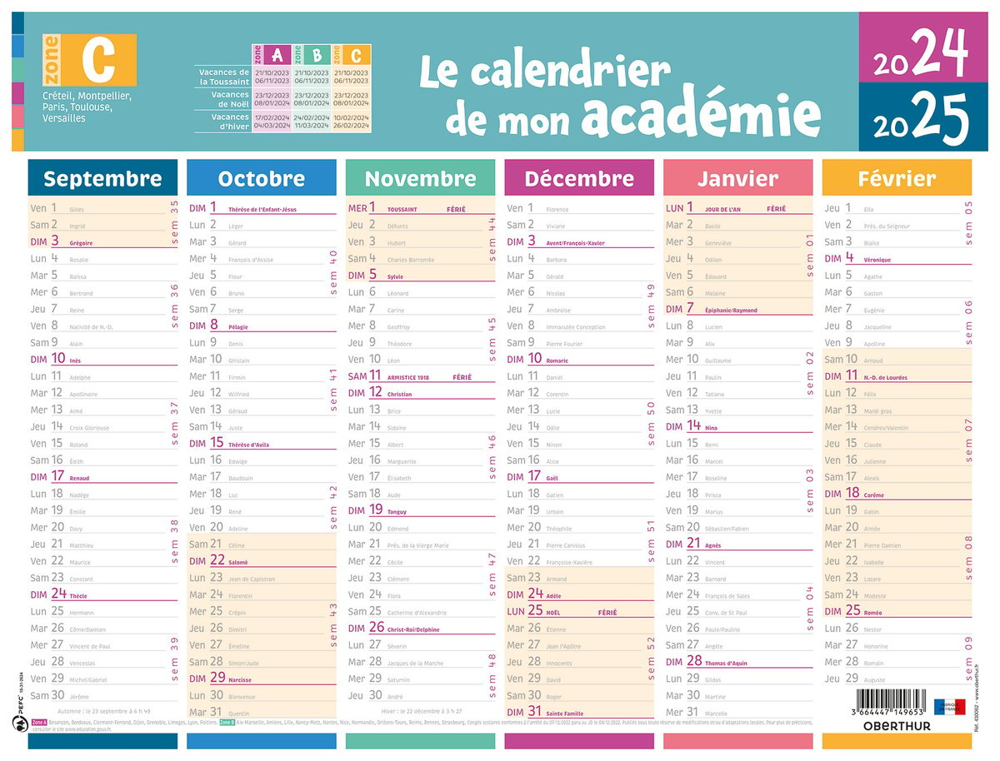 zone C
Créteil, Montpellier,
Paris, Toulouse,
Versailles
zone A zone B zone C
Vacances de la Toussaint 21/10/2023 06/11/2023 21/10/2023 06/11/2023 21/10/2023 06/11/2023
Vacances de Noël 23/12/2023 08/01/2024 23/12/2023 08/01/2024 23/12/2023 08/01/2024
Vacances d'hiver 17/02/2024 04/03/2024 24/02/2024 11/03/2024 10/02/2024 26/02/2024
Le calendrier
de mon académie
2024
2025
Septembre
Ven 1 Gilles
Sam 2 Ingrid
DIM 3 Grégoire
sem 35
Lun 4 Rosalie
Mar 5 Raïssa
Mer 6 Bertrand
Jeu 7 Reine
Ven 8 Nativité de N.-D.
Sam 9 Alain
DIM 10 Inès
sem 36
Lun 11 Adelphe
Mar 12 Apollinaire
Mer 13 Aimé
Jeu 14 Croix Glorieuse
Ven 15 Roland
Sam 16 Édith
DIM 17 Renaud
sem 37
Lun 18 Nadège
Mar 19 Émilie
Mer 20 Davy
Jeu 21 Matthieu
Ven 22 Maurice
Sam 23 Constant
DIM 24 Thècle
sem 38
Lun 25 Hermann
Mar 26 Côme/Damien
Mer 27 Vincent de Paul
Jeu 28 Venceslas
Ven 29 Michel/Gabriel
Sam 30 Jérôme
sem 39
Automne : le 23 septembre à 6 h 49
Octobre
DIM 1 Thérèse de l'Enfant-Jésus
Lun 2 Léger
Mar 3 Gérard
Mer 4 François d'Assise
Jeu 5 Fleur
Ven 6 Bruno
Sam 7 Serge
DIM 8 Pélagie
sem 40
Lun 9 Denis
Mar 10 Ghislain
Mer 11 Firmin
Jeu 12 Wilfried
Ven 13 Géraud
Sam 14 Juste
DIM 15 Thérèse d'Avila
sem 41
Lun 16 Edwige
Mar 17 Baudouin
Mer 18 Luc
Jeu 19 René
Ven 20 Adeline
Sam 21 Céline
DIM 22 Salomé
sem 42
Lun 23 Jean de Capistran
Mar 24 Florentin
Mer 25 Crépin
Jeu 26 Dimitri
Ven 27 Émeline
Sam 28 Simon/Jude
DIM 29 Narcisse
sem 43
Lun 30 Bienvenue
Mar 31 Quentin
Novembre
MER 1 TOUSSAINT FÉRIÉ
Jeu 2 Défunts
Ven 3 Hubert
Sam 4 Charles Borromée
DIM 5 Sylvie
sem 44
Lun 6 Léonard
Mar 7 Carine
Mer 8 Geoffroy
Jeu 9 Théodore
Ven 10 Léon
SAM 11 ARMISTICE 1918 FÉRIÉ
DIM 12 Christian
sem 45
Lun 13 Brice
Mar 14 Sidoine
Mer 15 Albert
Jeu 16 Marguerite
Ven 17 Élisabeth
Sam 18 Aude
DIM 19 Tanguy
sem 46
Lun 20 Edmond
Mar 21 Prés. de la Vierge Marie
Mer 22 Cécile
Jeu 23 Clément
Ven 24 Flora
Sam 25 Catherine d'Alexandrie
DIM 26 Christ-Roi/Delphine
sem 47
Lun 27 Séverin
Mar 28 Jacques de la Marche
Mer 29 Saturnin
Jeu 30 André
sem 48
Hiver : le 22 décembre à 3 h 27
Décembre
Ven 1 Florence
Sam 2 Viviane
DIM 3 Avent/François-Xavier
Lun 4 Barbara
Mar 5 Gérald
Mer 6 Nicolas
Jeu 7 Ambroise
Ven 8 Immaculée Conception
Sam 9 Pierre Fourier
DIM 10 Romaric
sem 49
Lun 11 Daniel
Mar 12 Corentin
Mer 13 Lucie
Jeu 14 Odile
Ven 15 Ninon
Sam 16 Alice
DIM 17 Gaël
sem 50
Lun 18 Gatien
Mar 19 Urbain
Mer 20 Théophile
Jeu 21 Pierre Canisius
Ven 22 Françoise-Xavière
Sam 23 Armand
DIM 24 Adèle
sem 51
LUN 25 NOËL FÉRIÉ
Mar 26 Étienne
Mer 27 Jean l'Apôtre
Jeu 28 Innocents
Ven 29 David
Sam 30 Roger
DIM 31 Sainte Famille
sem 52
Janvier
LUN 1 JOUR DE L'AN FÉRIÉ
Mar 2 Basile
Mer 3 Geneviève
Jeu 4 Odilon
Ven 5 Édouard
Sam 6 Melaine
DIM 7 Épiphanie/Raymond
sem 01
Lun 8 Lucien
Mar 9 Alix
Mer 10 Guillaume
Jeu 11 Paulin
Ven 12 Tatiana
Sam 13 Yvette
DIM 14 Nina
sem 02
Lun 15 Remi
Mar 16 Marcel
Mer 17 Roseline
Jeu 18 Prisca
Ven 19 Marius
Sam 20 Sébastien/Fabien
DIM 21 Agnès
sem 03
Lun 22 Vincent
Mar 23 Barnard
Mer 24 François de Sales
Jeu 25 Conv. de St Paul
Ven 26 Paule/Pauline
Sam 27 Angèle
DIM 28 Thomas d'Aquin
sem 04
Lun 29 Gildas
Mar 30 Martine
Mer 31 Marcelle
Février
Jeu 1 Ella
Ven 2 Prés. du Seigneur
Sam 3 Blaise
DIM 4 Véronique
sem 05
Lun 5 Agathe
Mar 6 Gaston
Mer 7 Eugénie
Jeu 8 Jacqueline
Ven 9 Apolline
Sam 10 Arnaud
DIM 11 N.-D. de Lourdes
sem 06
Lun 12 Félix
Mar 13 Mardi gras
Mer 14 Cendres/Valentin
Jeu 15 Claude
Ven 16 Julienne
Sam 17 Alexis
DIM 18 Carême
sem 07
Lun 19 Gabin
Mar 20 Aimée
Mer 21 Pierre Damien
Jeu 22 Isabelle
Ven 23 Lazare
Sam 24 Modeste
DIM 25 Roméo
sem 08
Lun 26 Nestor
Mar 27 Honorine
Mer 28 Romain
Jeu 29 Auguste
sem 09
3 664447 149653
FABRIQUÉ EN FRANCE
OBERTHUR
PEFC 10-31-2024
Réf. 430052 - www.oberthur.fr
Zone A Besançon, Bordeaux, Clermont-Ferrand, Dijon, Grenoble, Limoges, Lyon, Poitiers. Zone B Aix-Marseille, Amiens, Lille, Nancy-Metz, Nantes, Nice, Normandie, Orléans-Tours, Reims, Rennes, Strasbourg. Congés scolaires conformes à l'arrêté du 07/12/2022 paru au JO le 08/12/2022. Publiés sous toute réserve de modifications et/ou d'adaptations locales. Pour plus de précisions,
consulter le site www.education.gouv.fr.